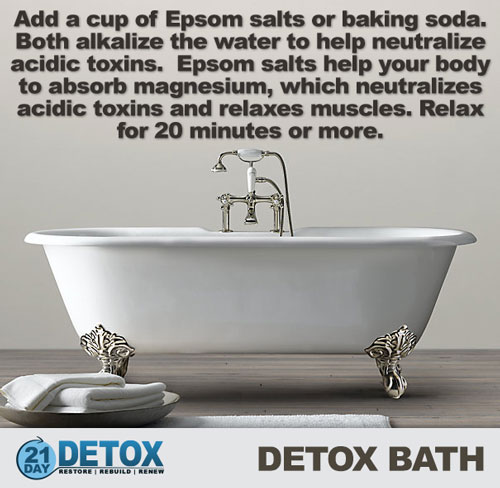 Add a cup of Epsom salts or baking soda.
Both alkalize the water to help neutralize
acidic toxins.  Epsom salts help your body
to absorb magnesium, which neutralizes
acidic toxins and relaxes muscles. Relax
for 20 minutes or more.
21 DAY DETOX
RESTORE | REBUILD | RENEW
DETOX BATH